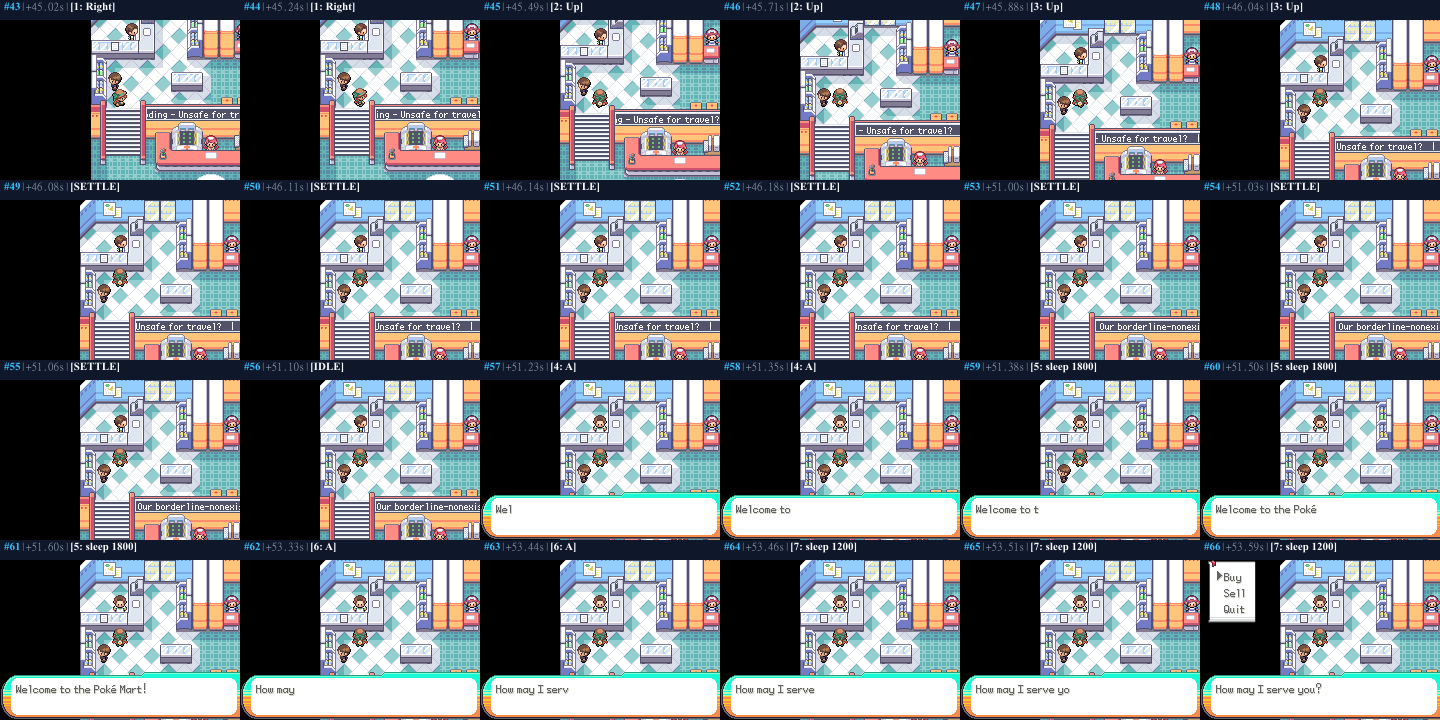 #43|+45.02s|[1: Right]
#44|+45.24s|[1: Right]
#45|+45.49s|[2: Up]
#46|+45.71s|[2: Up]
#47|+45.88s|[3: Up]
#48|+46.04s|[3: Up]
ding - Unsafe for tr
ing - Unsafe for travel
g - Unsafe for travel?
- Unsafe for travel?
- Unsafe for travel? |
Unsafe for travel? |
#49|+46.08s|[SETTLE]
#50|+46.11s|[SETTLE]
#51|+46.14s|[SETTLE]
#52|+46.18s|[SETTLE]
#53|+51.00s|[SETTLE]
#54|+51.03s|[SETTLE]
Unsafe for travel? |
Unsafe for travel? |
Unsafe for travel? |
Unsafe for travel? |
Our borderline-nonexi
Our borderline-nonexi
#55|+51.06s|[SETTLE]
#56|+51.10s|[IDLE]
#57|+51.23s|[4: A]
#58|+51.35s|[4: A]
#59|+51.38s|[5: sleep 1800]
#60|+51.50s|[5: sleep 1800]
Our borderline-nonexi
Our borderline-nonexis
Wel
Welcome to
Welcome to t
Welcome to the Poké
#61|+51.60s|[5: sleep 1800]
#62|+53.33s|[6: A]
#63|+53.44s|[6: A]
#64|+53.46s|[7: sleep 1200]
#65|+53.51s|[7: sleep 1200]
#66|+53.59s|[7: sleep 1200]
Buy
Sell
Quit
Welcome to the Poké Mart!
How may
How may I serv
How may I serve
How may I serve yo
How may I serve you?